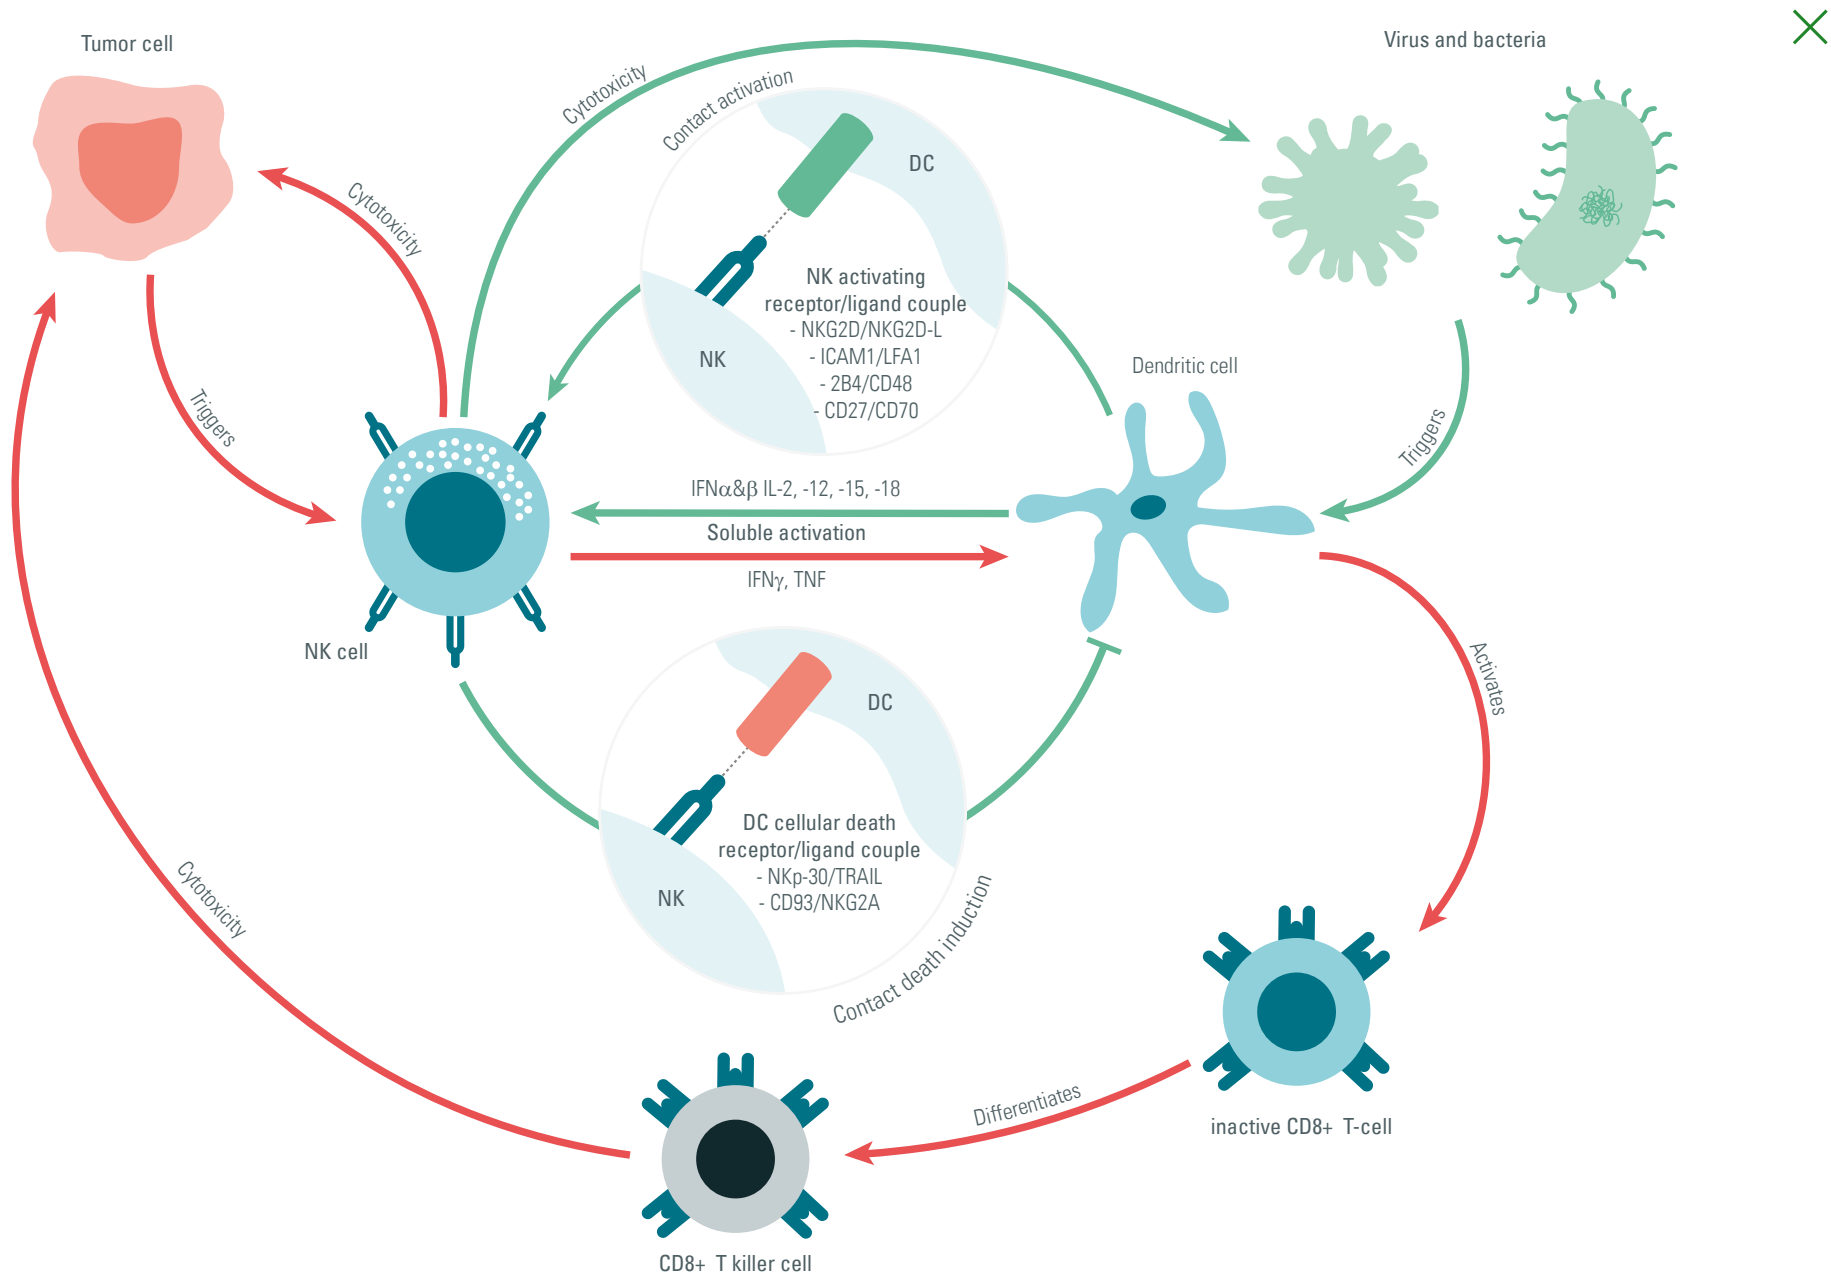 Tumor cell
Virus and bacteria
Cytotoxicity
Contact activation
DC
Cytotoxicity
NK activating
receptor/ligand couple
- NKG2D/NKG2D-L
- ICAM1/LFA1
- 2B4/CD48
- CD27/CD70
NK
Dendritic cell
Triggers
Triggers
IFNα&β IL-2, -12, -15, -18
Soluble activation
IFNγ, TNF
NK cell
Activates
DC
DC cellular death
receptor/ligand couple
- NKp-30/TRAIL
- CD93/NKG2A
NK
Contact death induction
Cytotoxicity
Differentiates
inactive CD8+ T-cell
CD8+ T killer cell